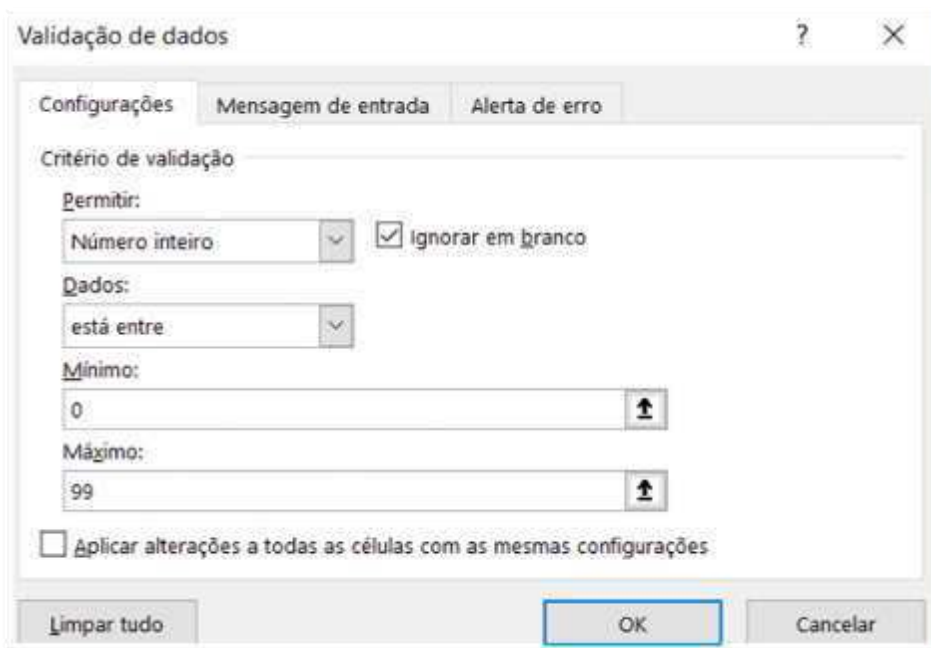 Validação de dados ? ×
Configurações Mensagem de entrada Alerta de erro
Critério de validação
Permitir:
Número inteiro Ignorar em branco
Dados:
está entre
Mínimo:
0
Máximo:
99
Aplicar alterações a todas as células com as mesmas configurações
Limpar tudo OK Cancelar